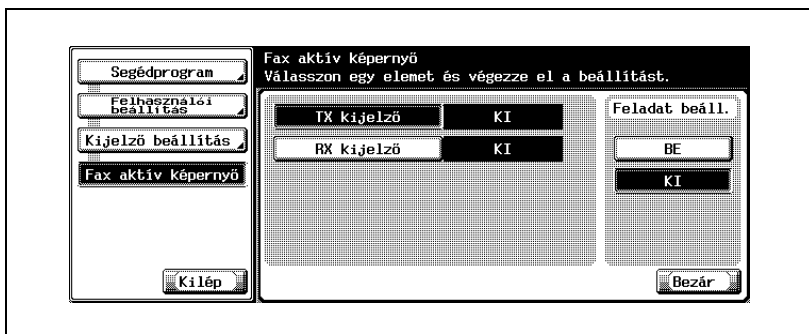 Segédprogram
Felhasználói
beállítás
Kijelző beállítás
Fax aktív képernyő
Kilép
Fax aktív képernyő
Válasszon egy elemet és végezze el a beállítást.
TX kijelző KI
RX kijelző KI
Feladat beáll.
BE
KI
Bezár